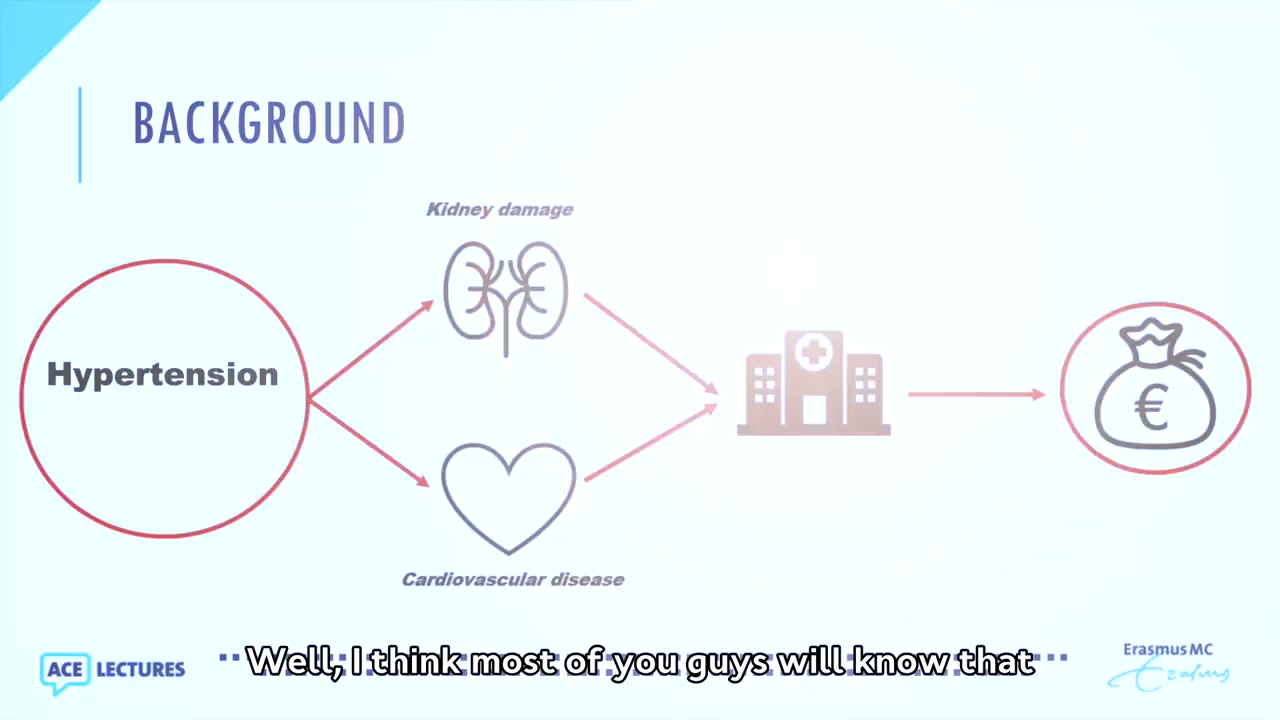 BACKGROUND
Kidney damage
Hypertension
€
Cardiovascular disease
ACE LECTURES
Well, I think most of you guys will know that
Erasmus MC
Erasmus